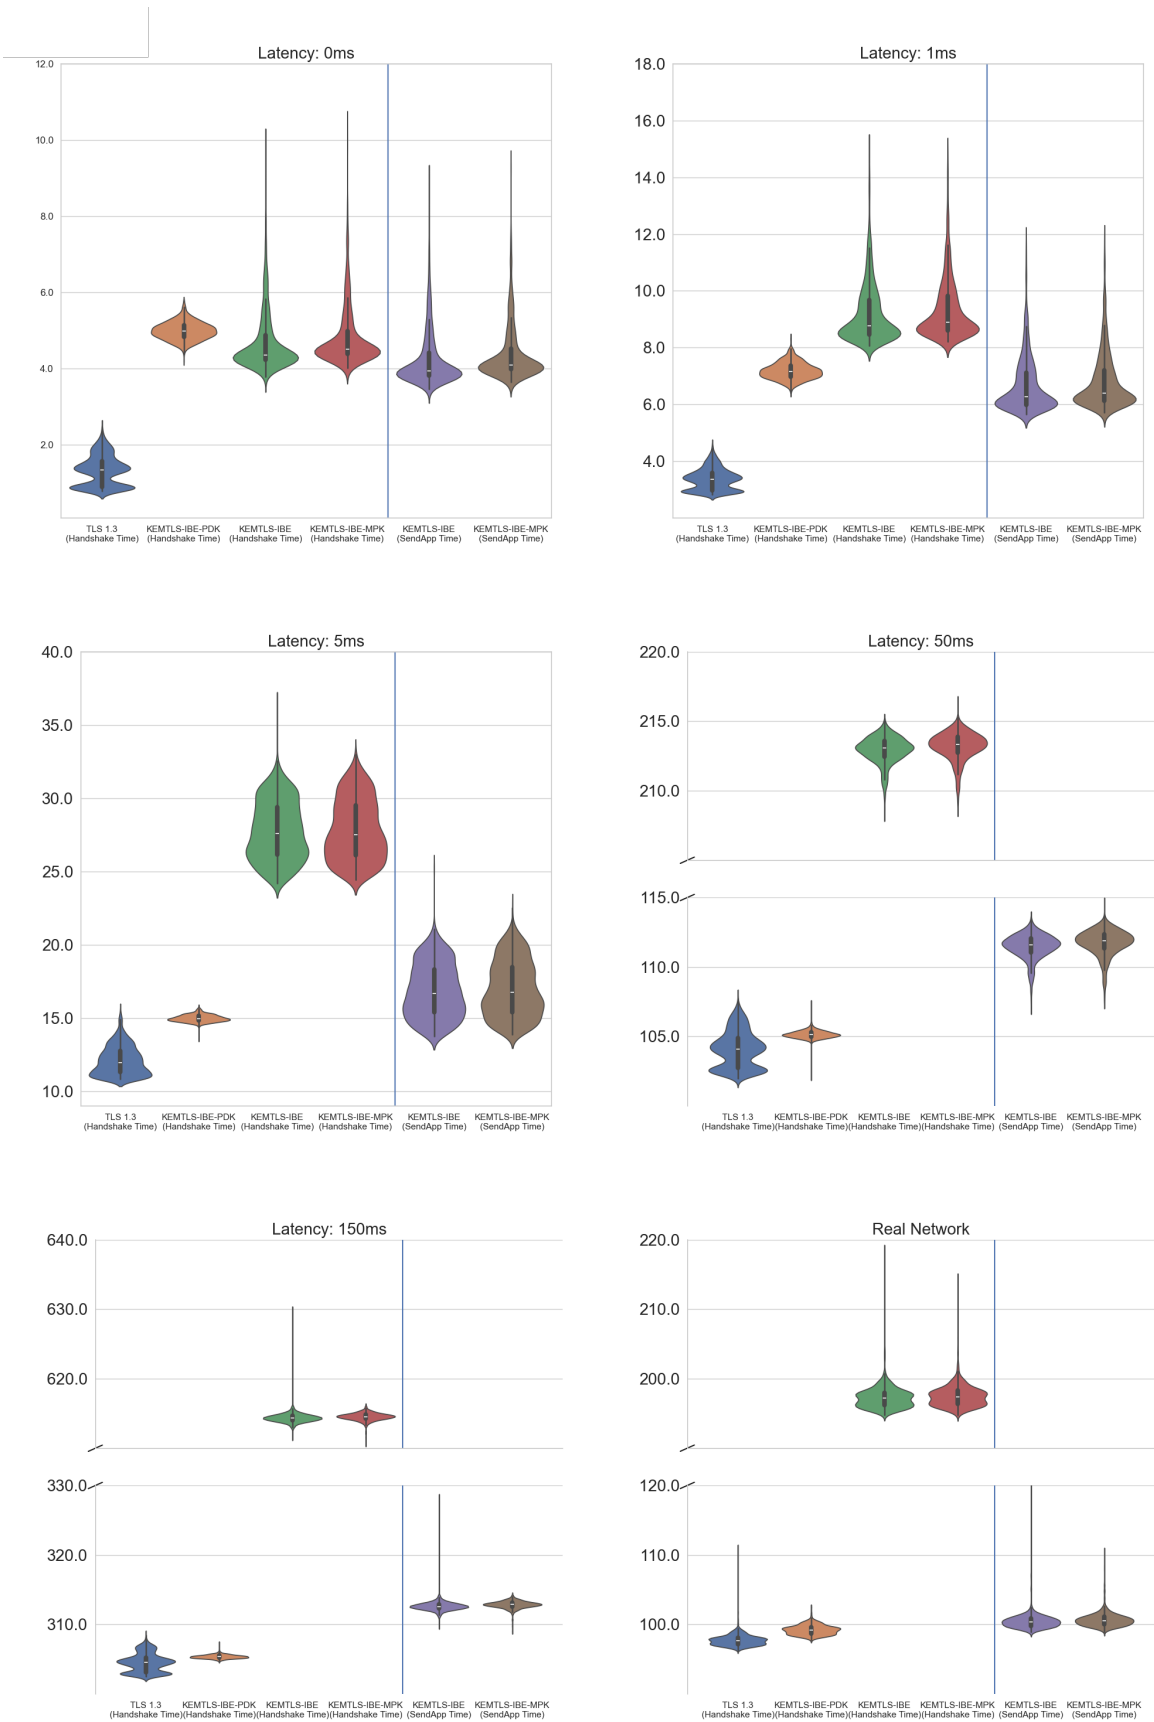 Latency: 0ms
12.0
10.0
8.0
6.0
4.0
2.0
TLS 1.3 KEMTLS-IBE-PDK KEMTLS-IBE KEMTLS-IBE-MPK KEMTLS-IBE KEMTLS-IBE-MPK
(Handshake Time) (Handshake Time) (Handshake Time) (Handshake Time) (SendApp Time) (SendApp Time)
Latency: 1ms
18.0
16.0
14.0
12.0
10.0
8.0
6.0
4.0
TLS 1.3 KEMTLS-IBE-PDK KEMTLS-IBE KEMTLS-IBE-MPK KEMTLS-IBE KEMTLS-IBE-MPK
(Handshake Time) (Handshake Time) (Handshake Time) (Handshake Time) (SendApp Time) (SendApp Time)
Latency: 5ms
40.0
35.0
30.0
25.0
20.0
15.0
10.0
TLS 1.3 KEMTLS-IBE-PDK KEMTLS-IBE KEMTLS-IBE-MPK KEMTLS-IBE KEMTLS-IBE-MPK
(Handshake Time) (Handshake Time) (Handshake Time) (Handshake Time) (SendApp Time) (SendApp Time)
Latency: 50ms
220.0
215.0
210.0
115.0
110.0
105.0
TLS 1.3 KEMTLS-IBE-PDK KEMTLS-IBE KEMTLS-IBE-MPK KEMTLS-IBE KEMTLS-IBE-MPK
(Handshake Time)(Handshake Time)(Handshake Time)(Handshake Time) (SendApp Time) (SendApp Time)
Latency: 150ms
640.0
630.0
620.0
330.0
320.0
310.0
TLS 1.3 KEMTLS-IBE-PDK KEMTLS-IBE KEMTLS-IBE-MPK KEMTLS-IBE KEMTLS-IBE-MPK
(Handshake Time)(Handshake Time)(Handshake Time)(Handshake Time) (SendApp Time) (SendApp Time)
Real Network
220.0
210.0
200.0
120.0
110.0
100.0
TLS 1.3 KEMTLS-IBE-PDK KEMTLS-IBE KEMTLS-IBE-MPK KEMTLS-IBE KEMTLS-IBE-MPK
(Handshake Time)(Handshake Time)(Handshake Time)(Handshake Time) (SendApp Time) (SendApp Time)